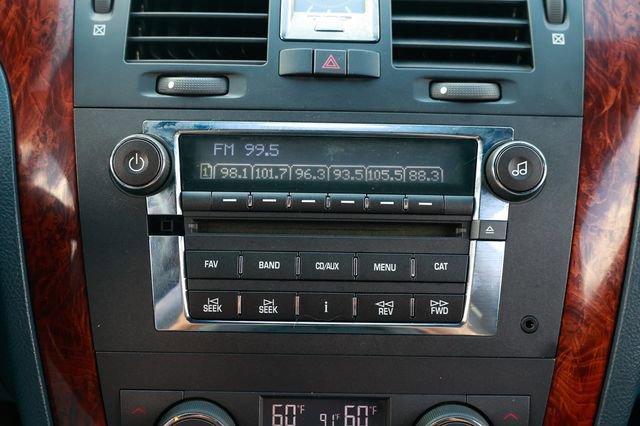 FM 99.5
1 98.1 101.7 96.3 93.5 105.5 88.3
FAV BAND CD/AUX MENU CAT
SEEK SEEK i REV FWD
60°F 91°F 60°F